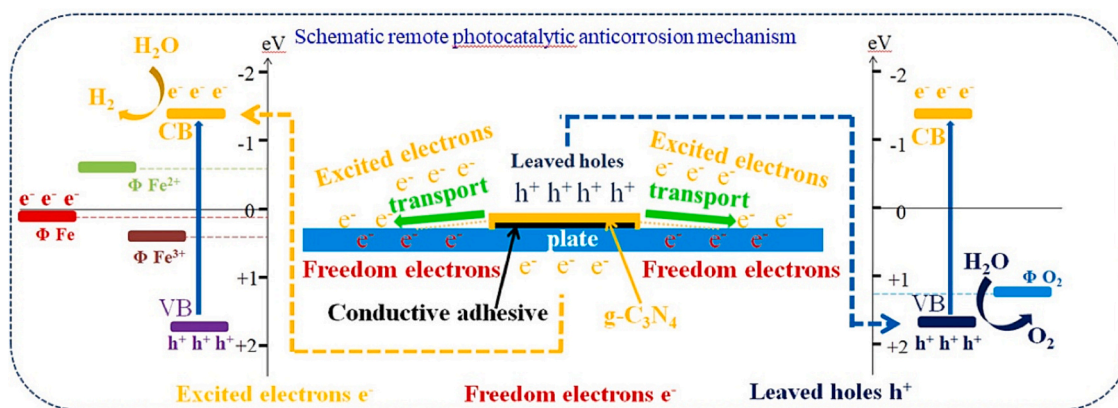 Schematic remote photocatalytic anticorrosion mechanism
eV
-2
-1
0
+1
+2
H₂O
H₂
e⁻ e⁻ e⁻
CB
Φ Fe²⁺
e⁻ e⁻ e⁻
Φ Fe
Φ Fe³⁺
VB
h⁺ h⁺ h⁺
Excited electrons
e⁻ e⁻ e⁻
transport
e⁻ e⁻
e⁻ e⁻ e⁻
Freedom electrons
Leaved holes
h⁺ h⁺ h⁺ h⁺
plate
e⁻ e⁻ e⁻
Conductive adhesive
g-C₃N₄
Excited electrons
e⁻ e⁻ e⁻
transport
e⁻ e⁻
e⁻ e⁻ e⁻
Freedom electrons
eV
-2
-1
0
+1
+2
e⁻ e⁻ e⁻
CB
H₂O
Φ O₂
VB
O₂
h⁺ h⁺ h⁺
Excited electrons e⁻
Freedom electrons e⁻
Leaved holes h⁺